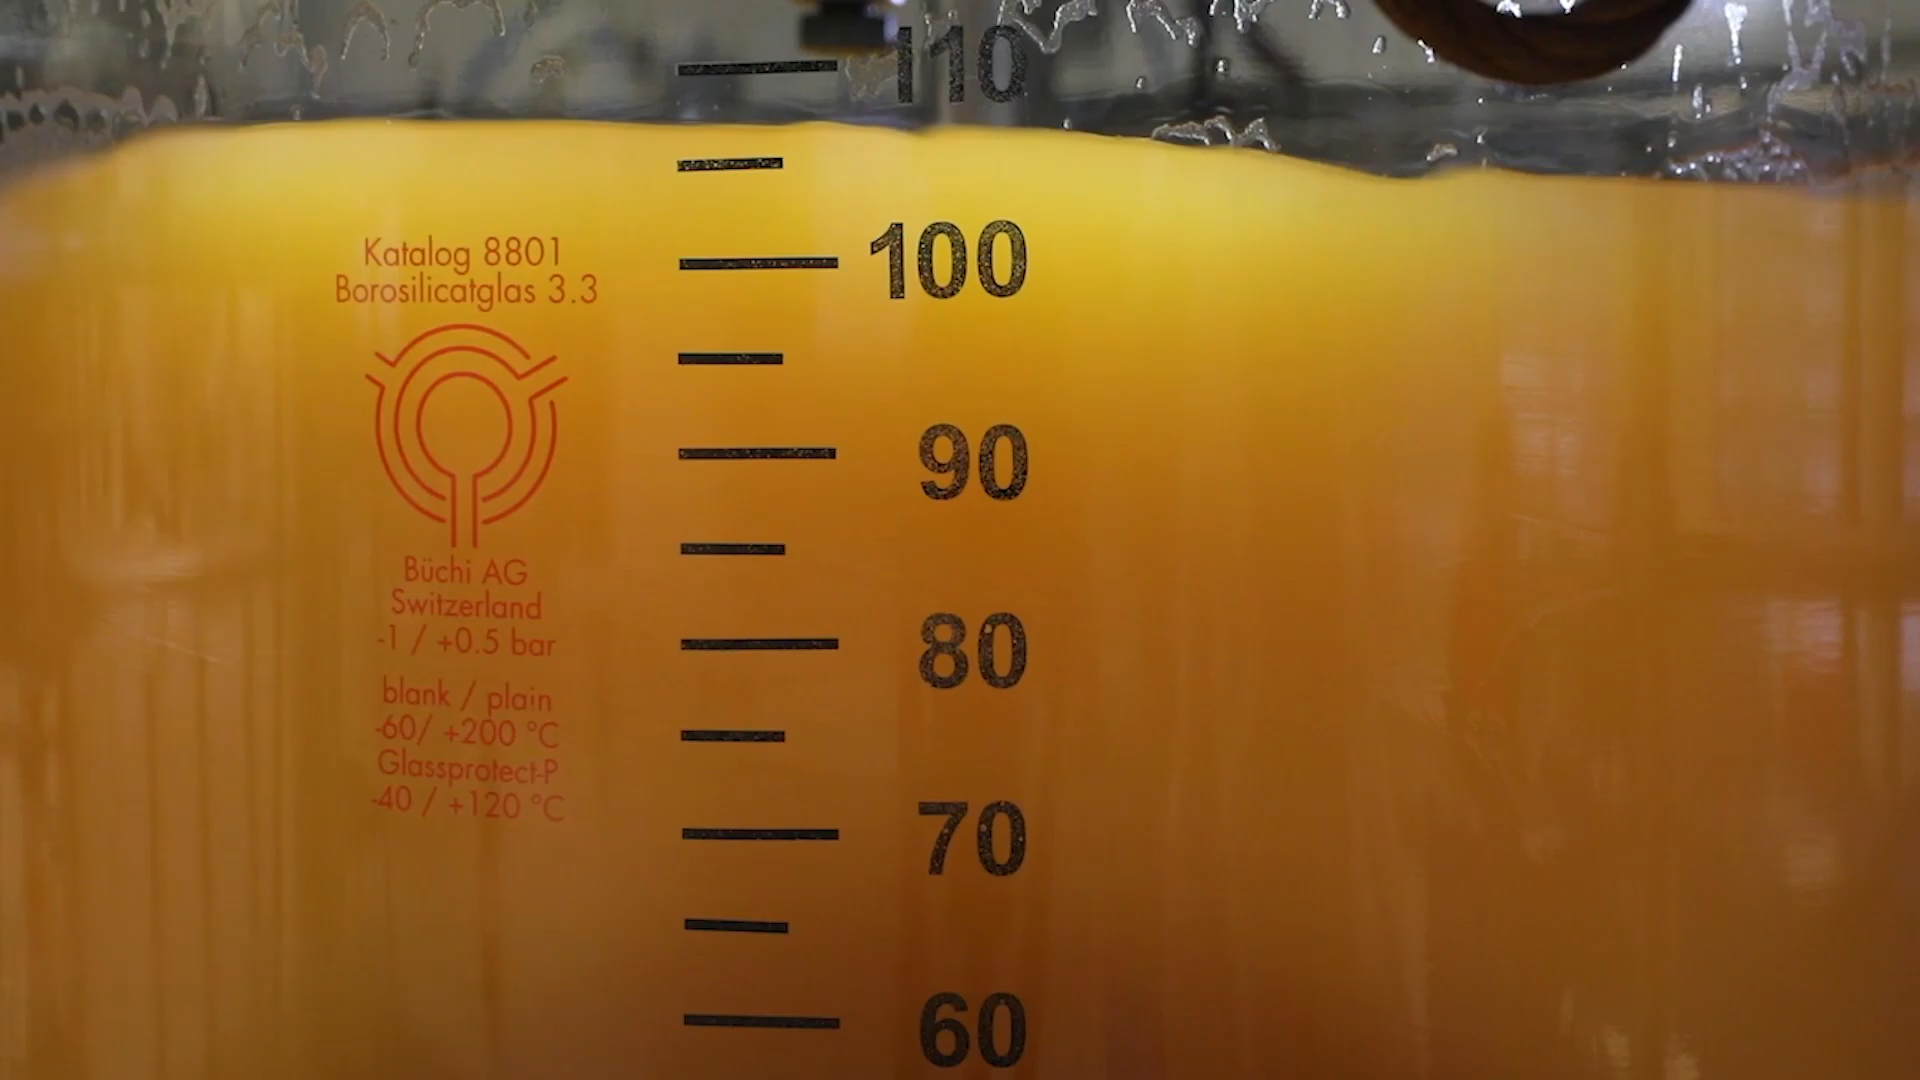 110
Katalog 8801
Borosilicatglas 3.3
100
90
Büchi AG
Switzerland
-1 / +0.5 bar
80
blank / plain
-60/ +200 °C
Glassprotect-P
-40 / +120 °C
70
60